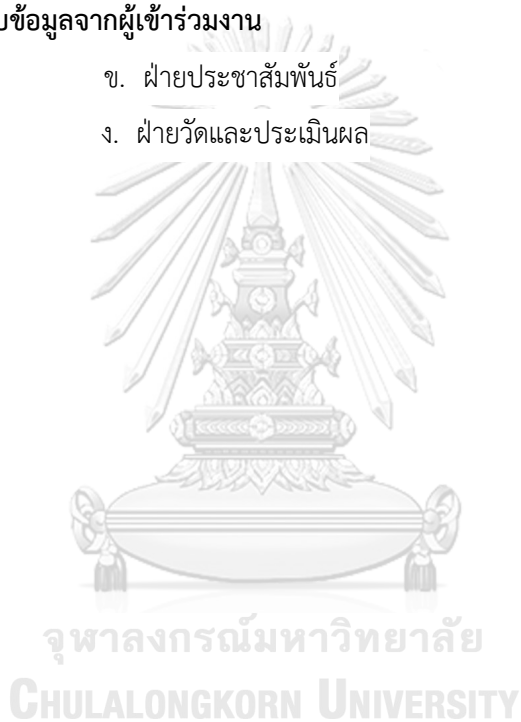 บข้อมูลจากผู้เข้าร่วมงาน
ข. ฝ่ายประชาสัมพันธ์
ง. ฝ่ายวัดและประเมินผล
จุฬาลงกรณ์มหาวิทยาลัย
CHULALONGKORN UNIVERSITY